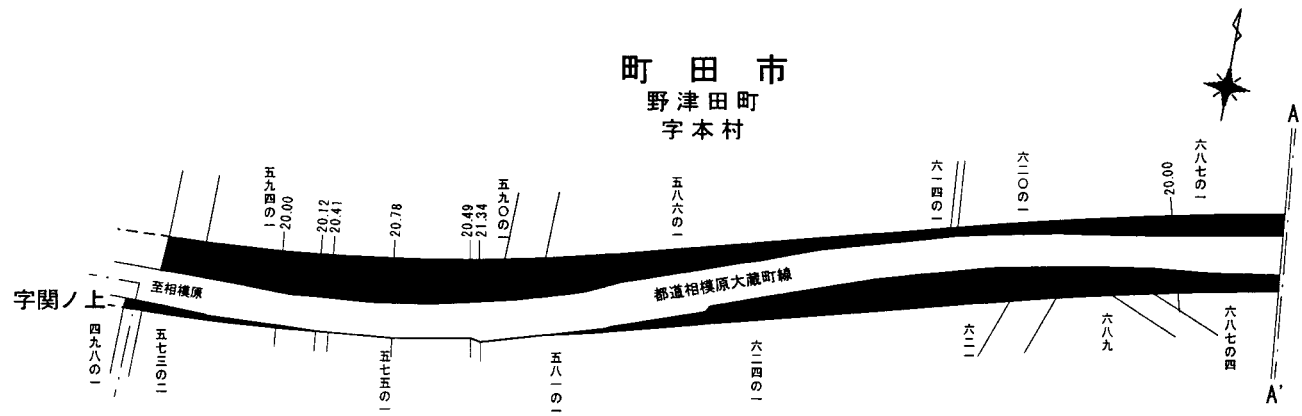 町田市
野津田町
字本村
A
五九四の一
20.00
20.12
20.41
20.78
20.49
21.34
五九〇の一
五八六の一
六一四の一
六二〇の一
20.00
六八七の一
至相模原
都道相模原大蔵町線
字関ノ上
四九八の一
五七三の二
五七五の一
五八一の一
六二四の一
六二一
六八九
六八七の四
A'